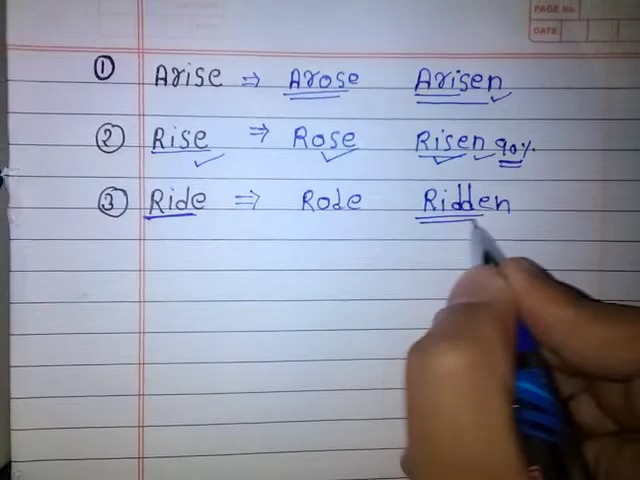 PAGE No.
DATE
① Arise ⇒ Arose Arisen
② Rise ⇒ Rose Risen 90%.
③ Ride ⇒ Rode Ridden